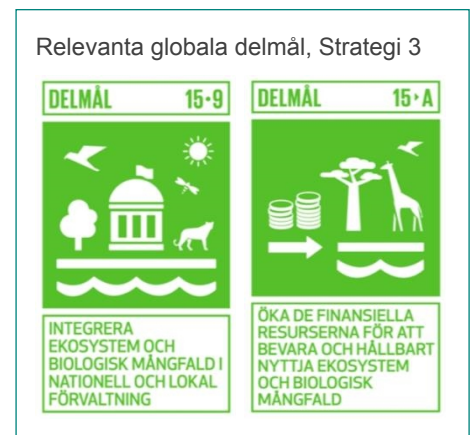 Relevanta globala delmål, Strategi 3
DELMÅL 15·9
INTEGRERA
EKOSYSTEM OCH
BIOLOGISK MÅNGFALD I
NATIONELL OCH LOKAL
FÖRVALTNING
DELMÅL 15·A
ÖKA DE FINANSIELLA
RESURSERNA FÖR ATT
BEVARA OCH HÅLLBART
NYTTJA EKOSYSTEM
OCH BIOLOGISK
MÅNGFALD